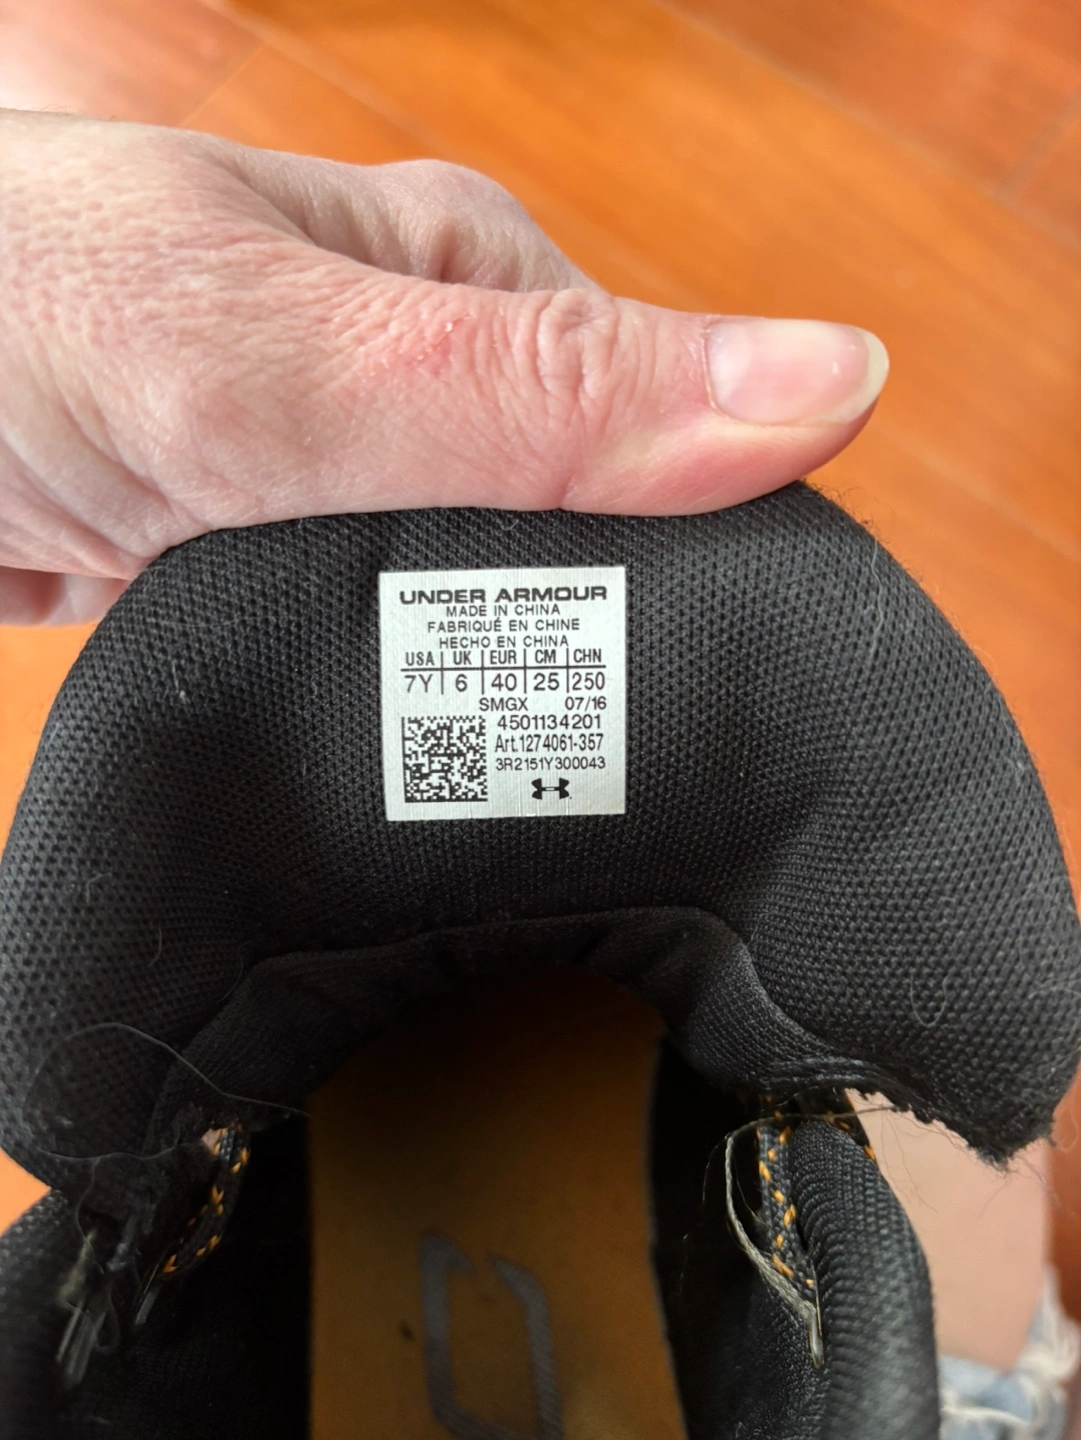 UNDER ARMOUR
MADE IN CHINA
FABRIQUÉ EN CHINE
HECHO EN CHINA
USA | UK | EUR | CM | CHN
7Y | 6 | 40 | 25 | 250
SMGX 07/16
4501134201
Art.1274061-357
3R2151Y300043